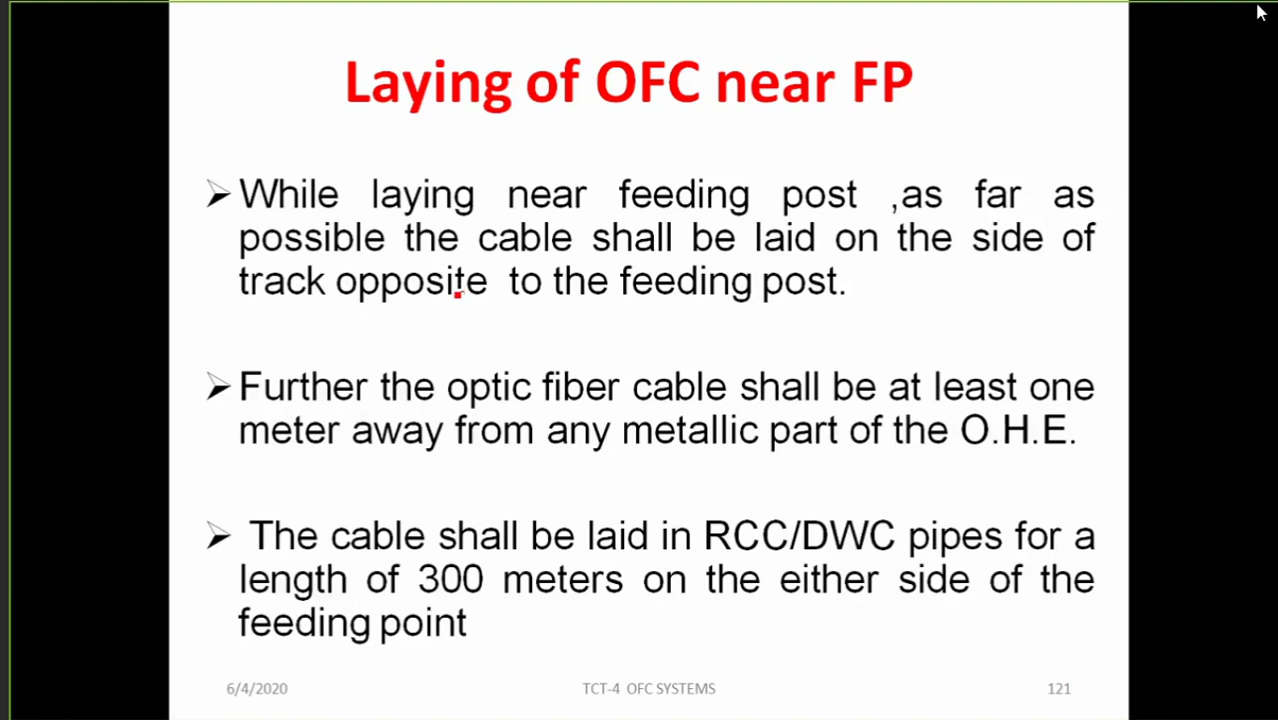 Laying of OFC near FP
While laying near feeding post ,as far as
possible the cable shall be laid on the side of
track opposite to the feeding post.
Further the optic fiber cable shall be at least one
meter away from any metallic part of the O.H.E.
The cable shall be laid in RCC/DWC pipes for a
length of 300 meters on the either side of the
feeding point
6/4/2020 TCT-4 OFC SYSTEMS 121